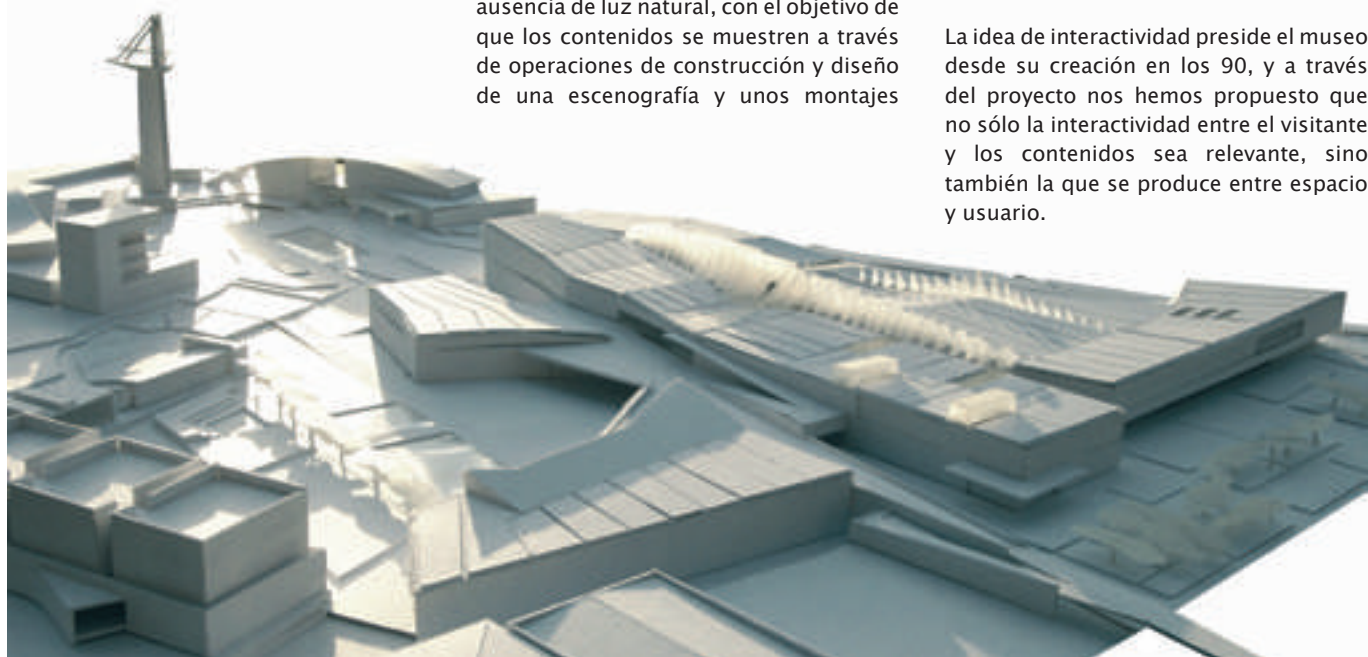 ausencia de luz natural, con el objetivo de
que los contenidos se muestren a través
de operaciones de construcción y diseño
de una escenografía y unos montajes
La idea de interactividad preside el museo
desde su creación en los 90, y a través
del proyecto nos hemos propuesto que
no sólo la interactividad entre el visitante
y los contenidos sea relevante, sino
también la que se produce entre espacio
y usuario.